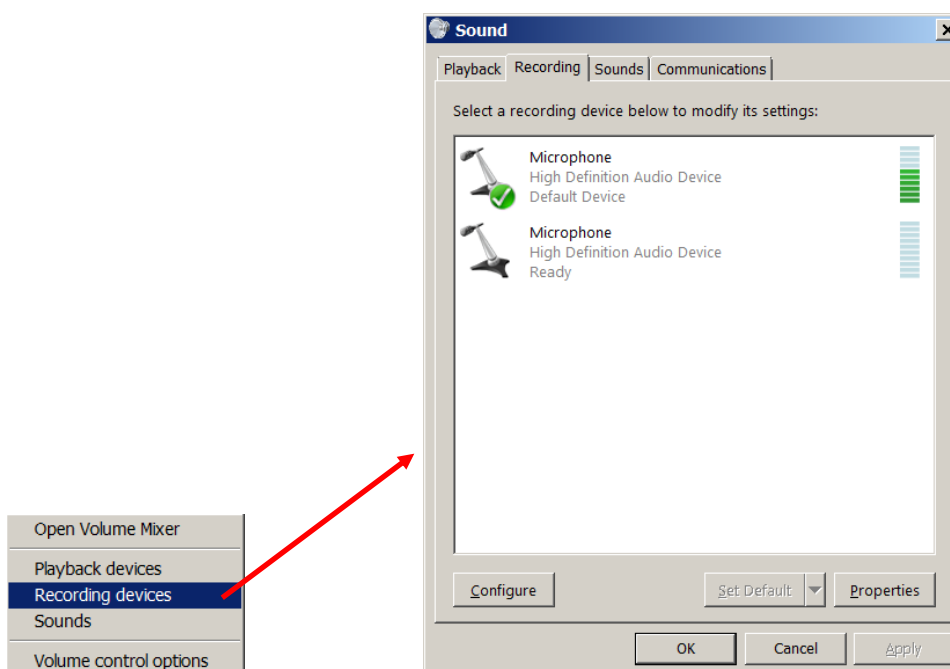 Sound
Playback Recording Sounds Communications
Select a recording device below to modify its settings:
Microphone
High Definition Audio Device
Default Device
Microphone
High Definition Audio Device
Ready
Configure Set Default Properties
OK Cancel Apply
Open Volume Mixer
Playback devices
Recording devices
Sounds
Volume control options